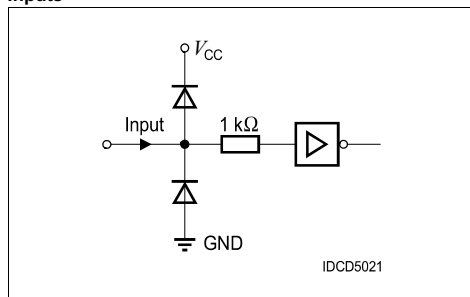 Inputs
V_CC
Input
1 kΩ
GND
IDCD5021